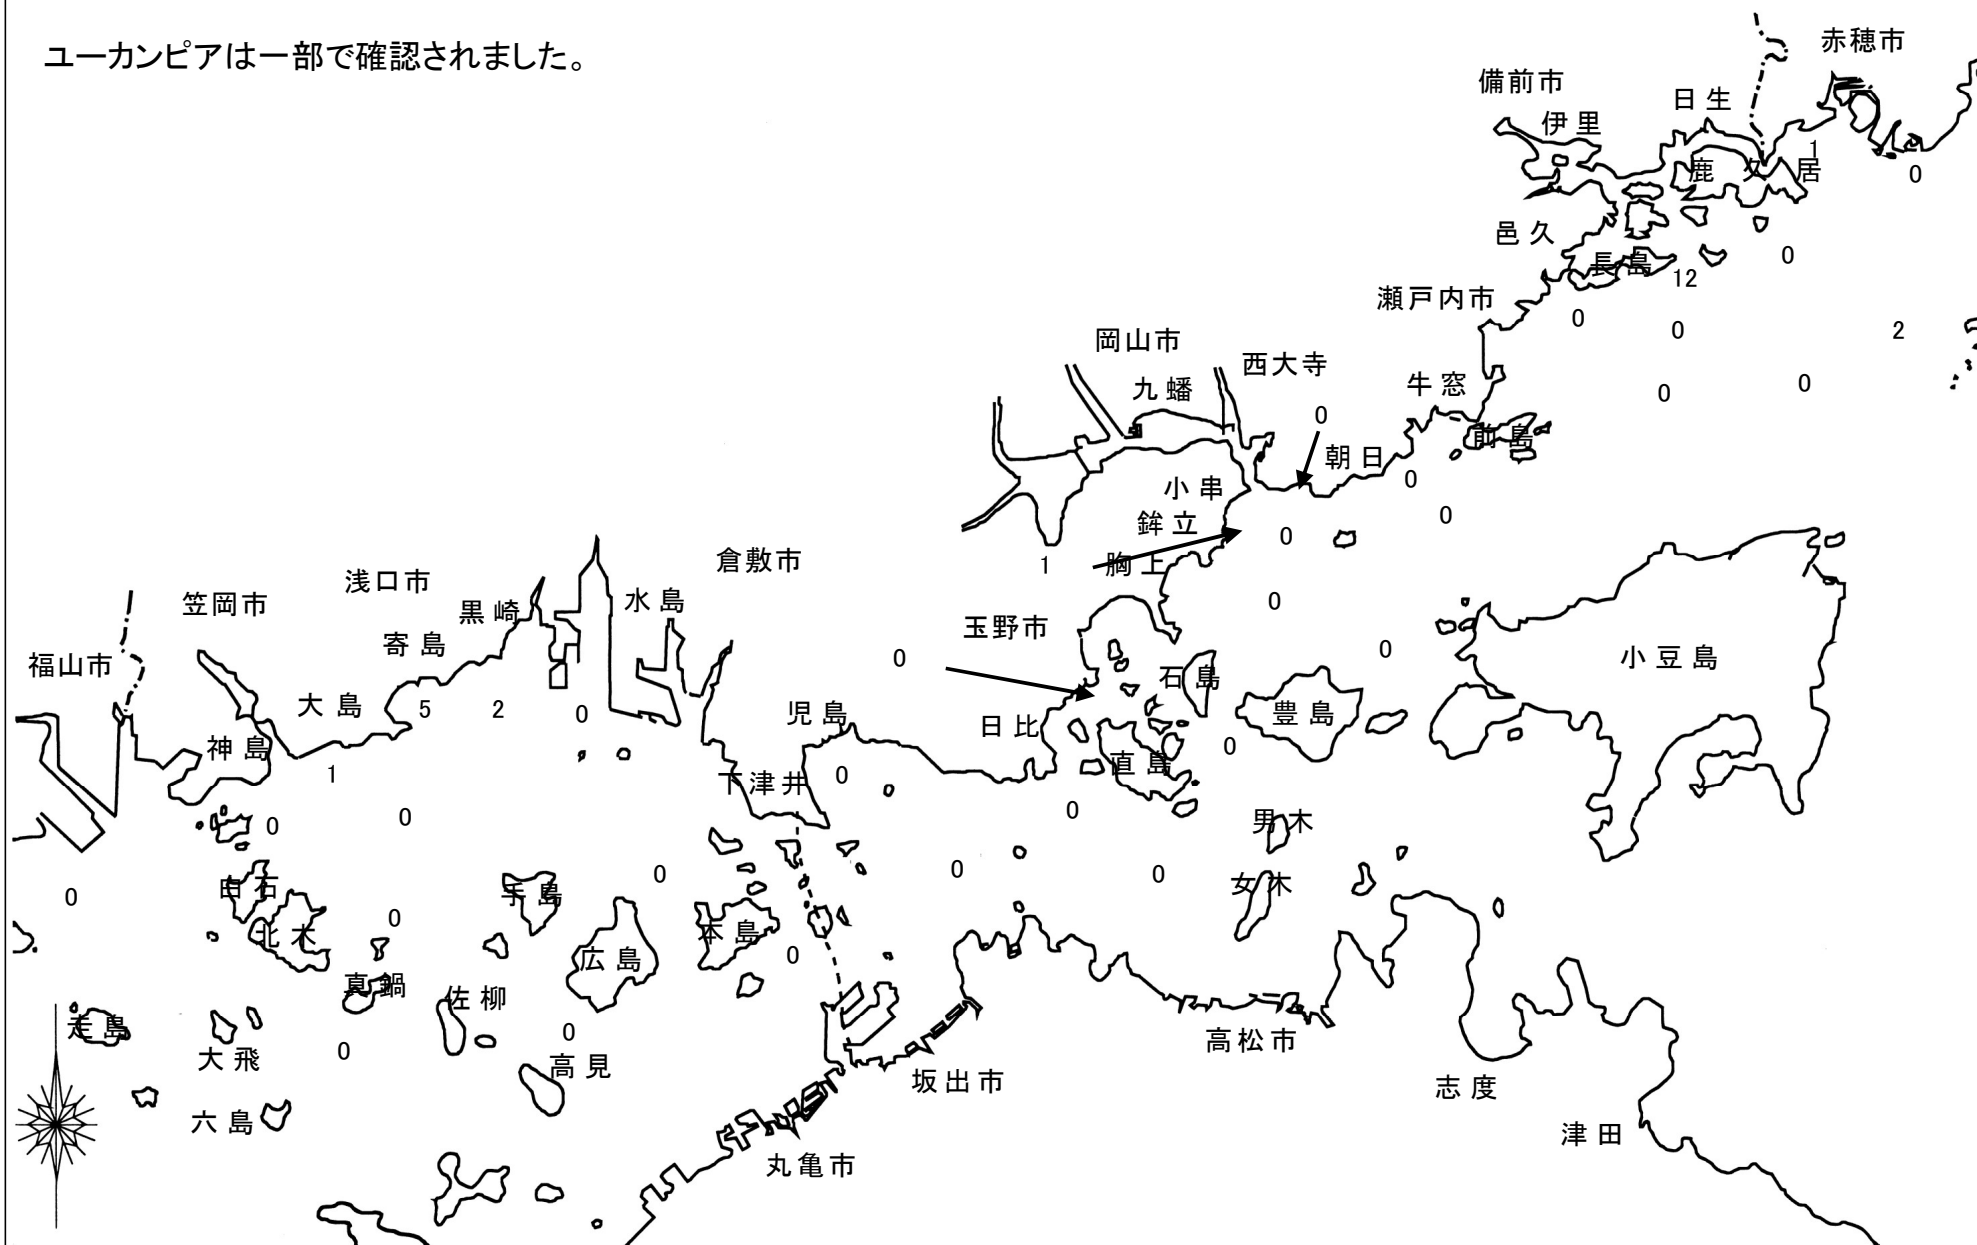 ユーカンピアは一部で確認されました。
赤穂市
備前市
日生
伊里
1
鹿久居
0
邑久
0
長島
12
瀬戸内市
0
0
2
岡山市
西大寺
九蟠
牛窓
0
0
0
前島
朝日
0
小串
0
鉾立
0
胸上
1
倉敷市
浅口市
笠岡市
黒崎
水島
0
玉野市
寄島
0
0
福山市
石島
小豆島
大島
5
2
0
児島
日比
豊島
神島
0
直島
1
下津井
0
0
0
0
男木
0
0
0
女木
白石
0
手島
0
北木
本島
0
広島
真鍋
佐柳
走島
0
大飛
0
高見
高松市
坂出市
志度
六島
津田
丸亀市